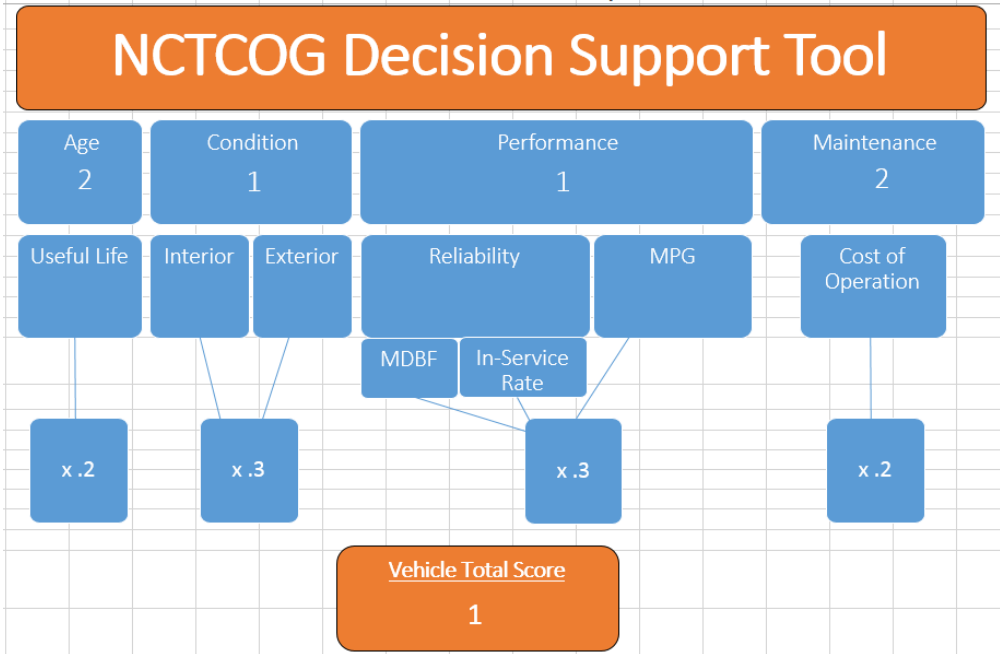 NCTCOG Decision Support Tool
Age
2
Condition
1
Performance
1
Maintenance
2
Useful Life
Interior
Exterior
Reliability
MPG
Cost of
Operation
MDBF
In-Service
Rate
x .2
x .3
x .3
x .2
Vehicle Total Score
1